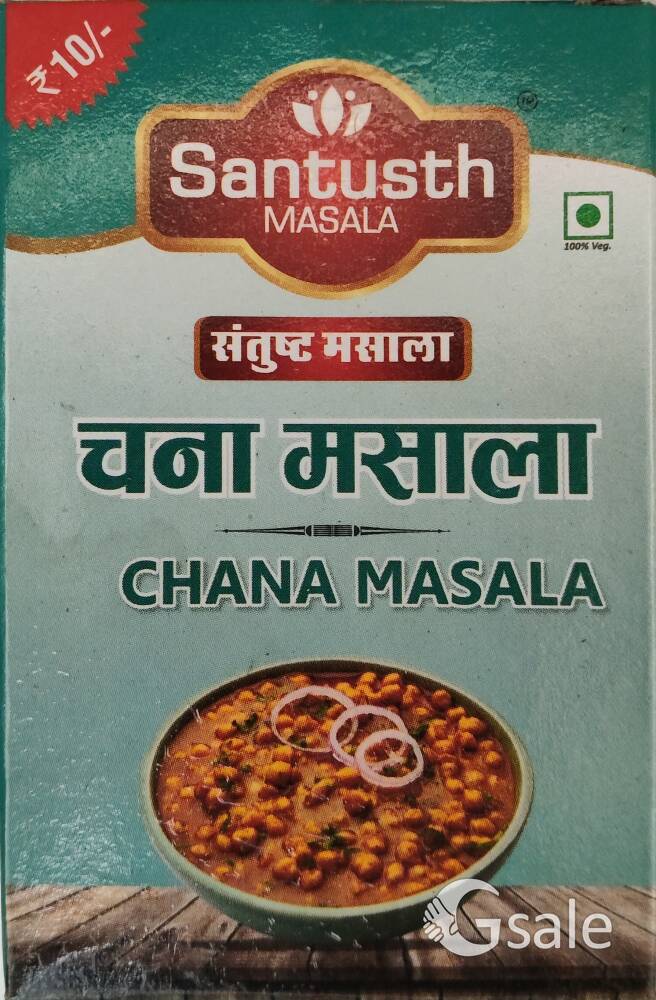 ₹10/-
Santusth
MASALA
100% Veg.
संतुष्ट मसाला
चना मसाला
CHANA MASALA
Gsale